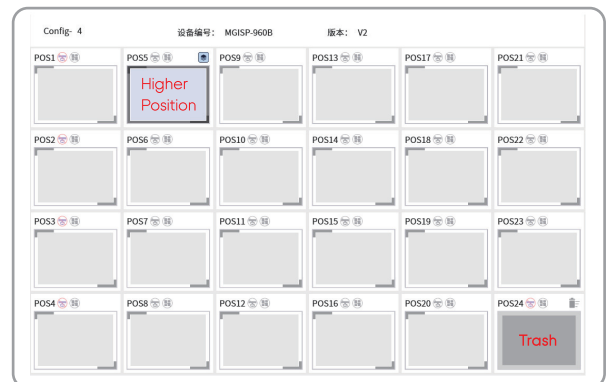 Config- 4 设备编号: MGISP-960B 版本: V2
POS1 POS5 POS9 POS13 POS17 POS21
Higher
Position
POS2 POS6 POS10 POS14 POS18 POS22
POS3 POS7 POS11 POS15 POS19 POS23
POS4 POS8 POS12 POS16 POS20 POS24
Trash